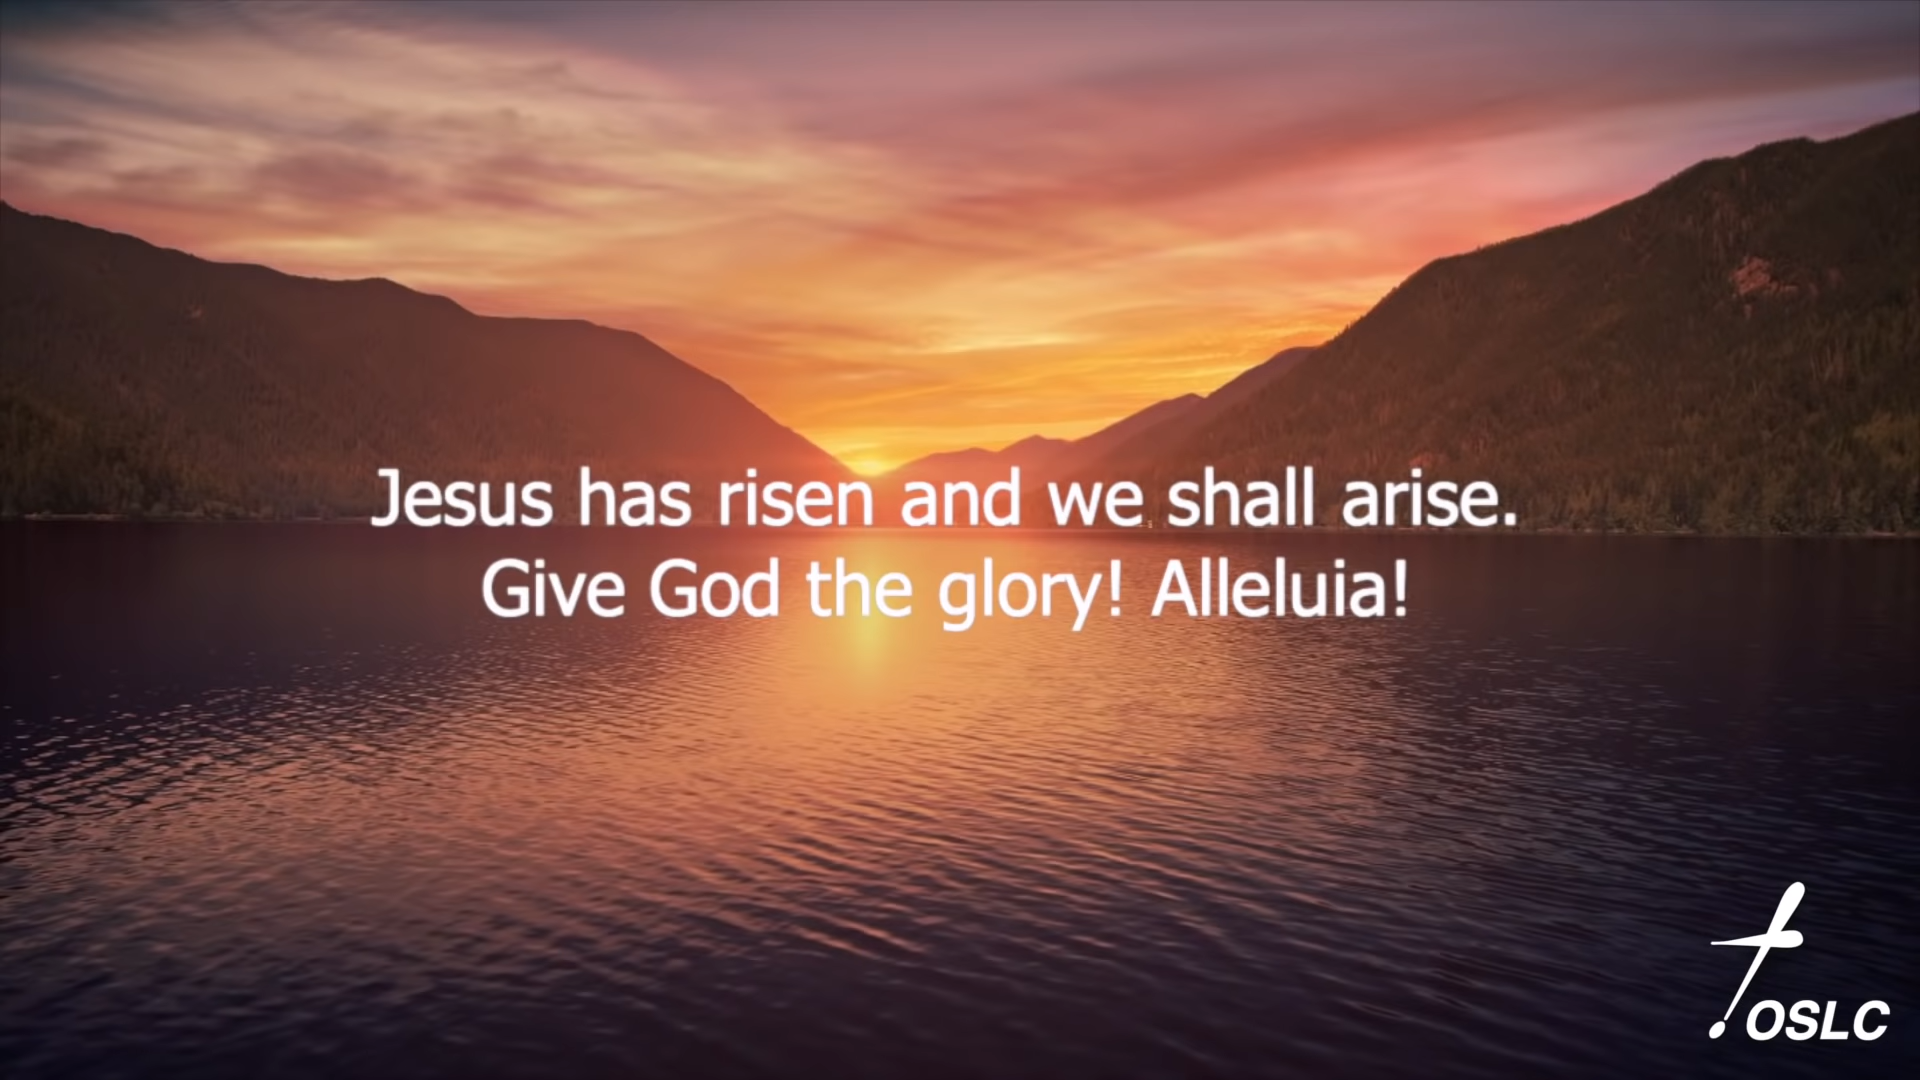 Jesus has risen and we shall arise.
Give God the glory! Alleluia!
OSLC